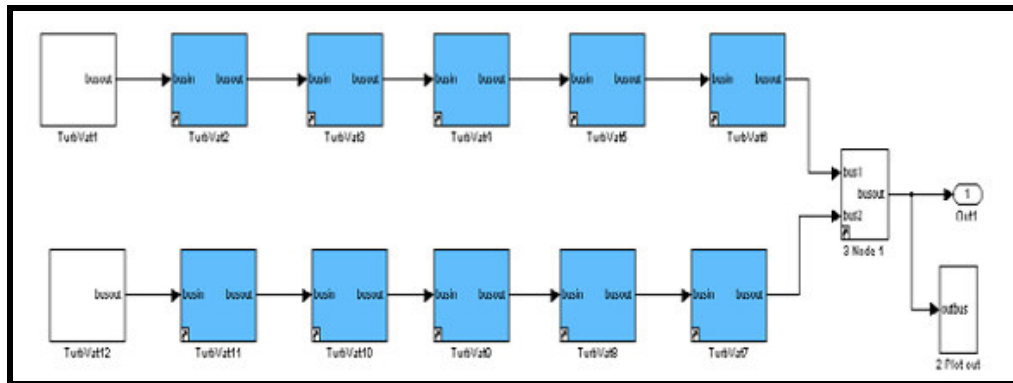 busout
busin busout
busin busout
busin busout
busin busout
busin busout
TurbVat1
TurbVat2
TurbVat3
TurbVat4
TurbVat5
TurbVat6
bus1
busout
bus2
3 Node 1
1
Out1
busout
busin busout
busin busout
busin busout
busin busout
busin busout
TurbVat12
TurbVat11
TurbVat10
TurbVat9
TurbVat8
TurbVat7
outbus
2 Plot out